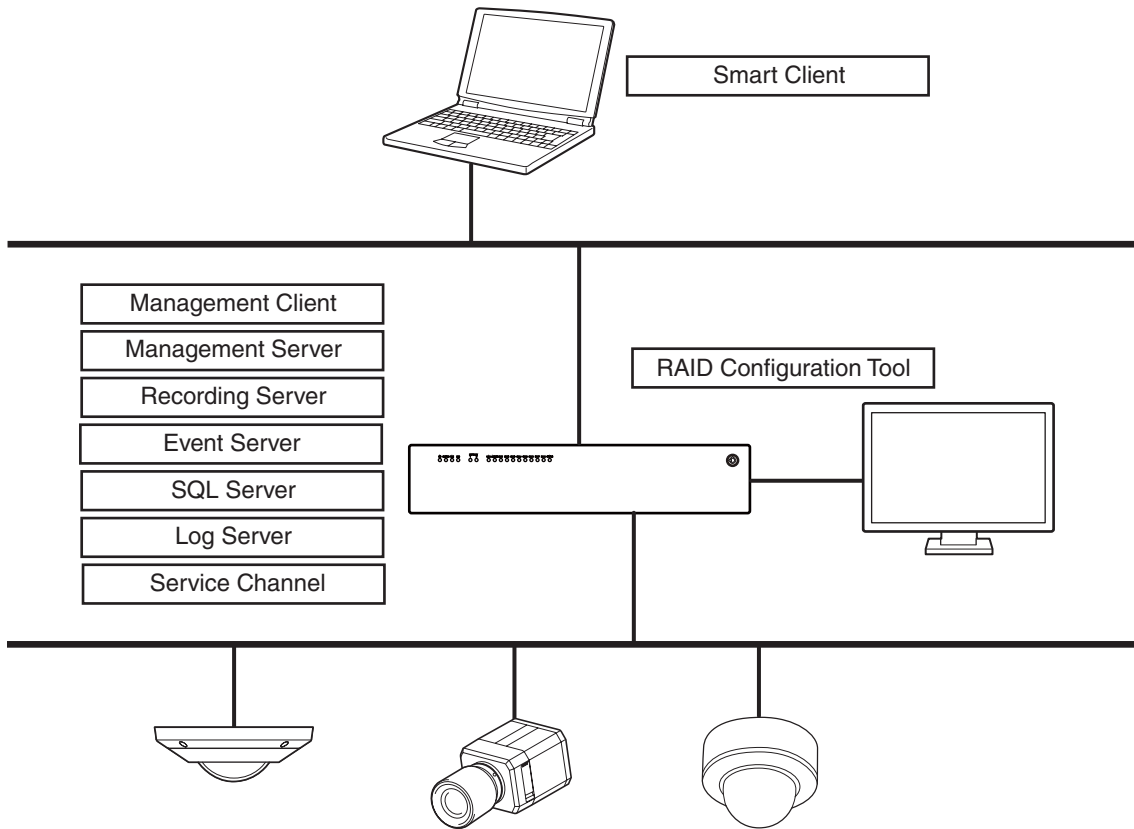 Smart Client
Management Client
Management Server
Recording Server
Event Server
SQL Server
Log Server
Service Channel
RAID Configuration Tool